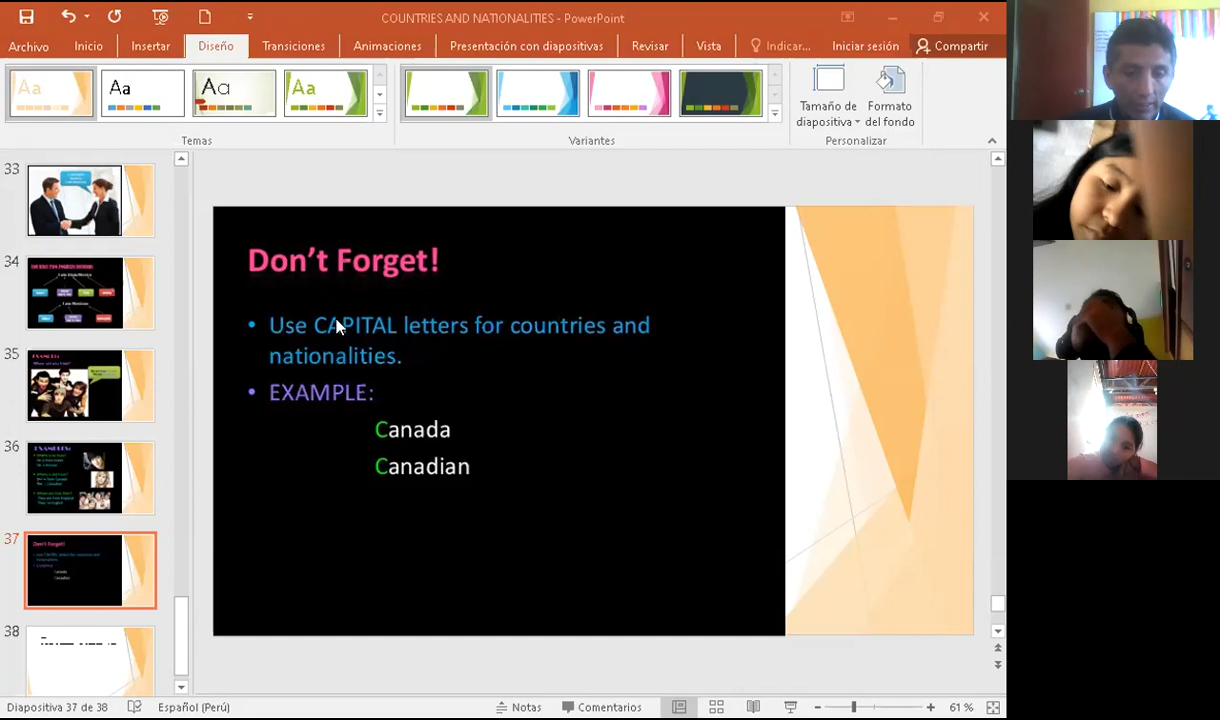 COUNTRIES AND NATIONALITIES - PowerPoint
Archivo Inicio Insertar Diseño Transiciones Animaciones Presentación con diapositivas Revisar Vista Indicar... Iniciar sesión Compartir
Aa Aa Aa Aa
Tamaño de diapositiva
Formato del fondo
Temas Variantes Personalizar
33
34
35
36
37
38
Don't Forget!
• Use CAPITAL letters for countries and
nationalities.
• EXAMPLE:
Canada
Canadian
Don't Forget!
Diapositiva 37 de 38 Español (Perú) Notas Comentarios 61 %